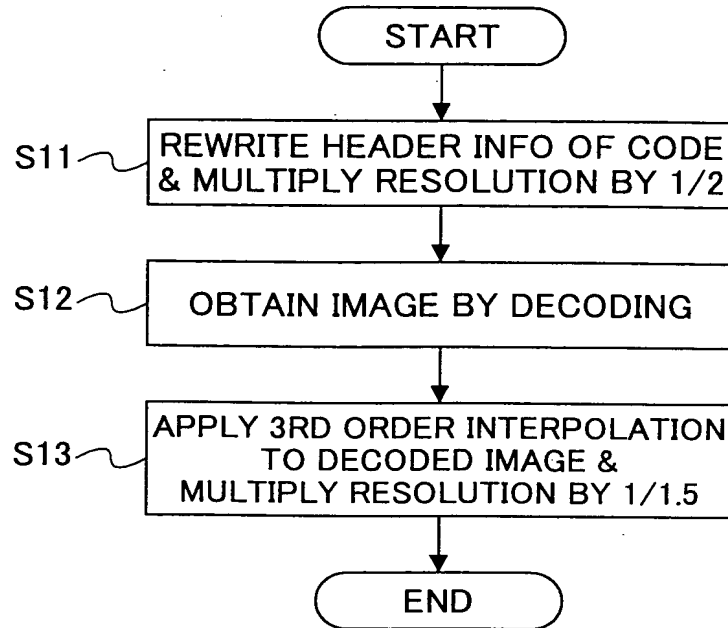 START
S11
REWRITE HEADER INFO OF CODE
& MULTIPLY RESOLUTION BY 1/2
S12
OBTAIN IMAGE BY DECODING
S13
APPLY 3RD ORDER INTERPOLATION
TO DECODED IMAGE &
MULTIPLY RESOLUTION BY 1/1.5
END